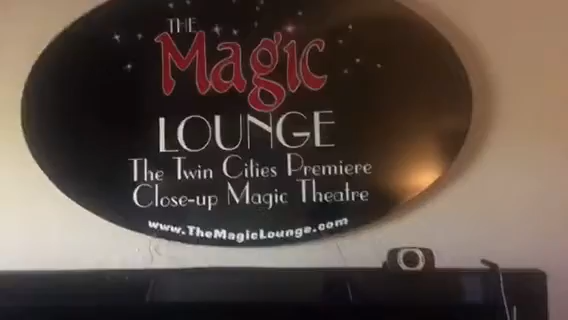 THE
Magic
LOUNGE
The Twin Cities Premiere
Close-up Magic Theatre
www.TheMagicLounge.com